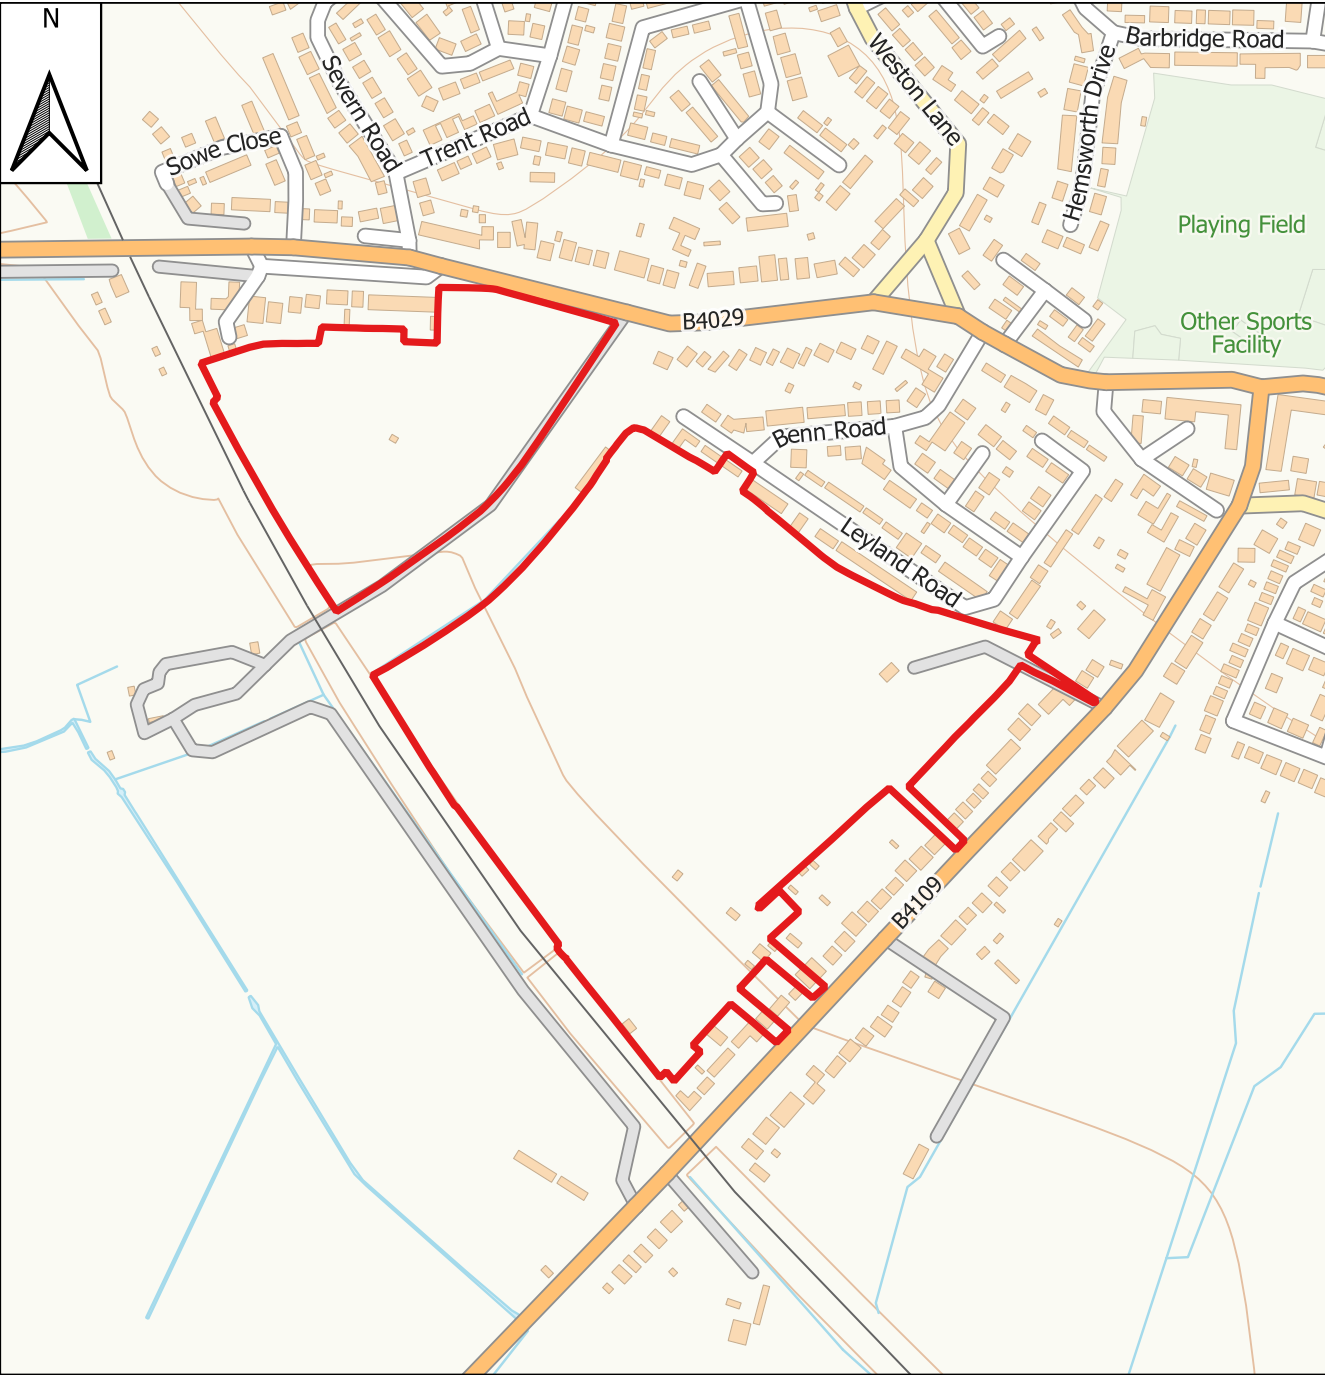 N
Barbridge Road
Weston Lane
Severn Road
Hemsworth Drive
Trent Road
Sowe Close
Playing Field
B4029
Other Sports
Facility
Benn Road
Leyland Road
B4109